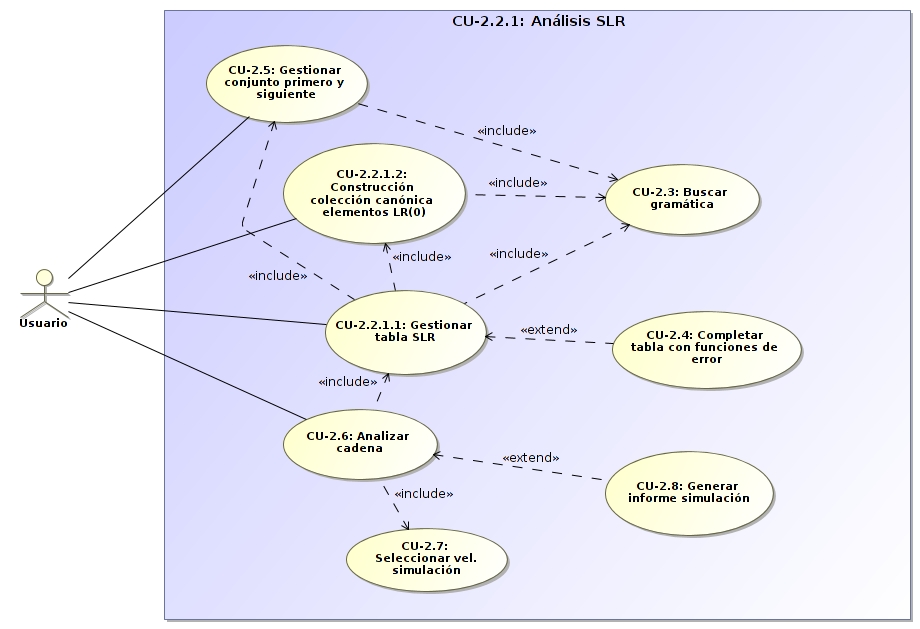 CU-2.2.1: Análisis SLR
CU-2.5: Gestionar
conjunto primero y
siguiente
«include»
CU-2.2.1.2:
Construcción
colección canónica
elementos LR(0)
«include»
CU-2.3: Buscar
gramática
«include»
«include»
«include»
Usuario
CU-2.2.1.1: Gestionar
tabla SLR
«extend»
CU-2.4: Completar
tabla con funciones de
error
«include»
CU-2.6: Analizar
cadena
«extend»
CU-2.8: Generar
informe simulación
«include»
CU-2.7:
Seleccionar vel.
simulación